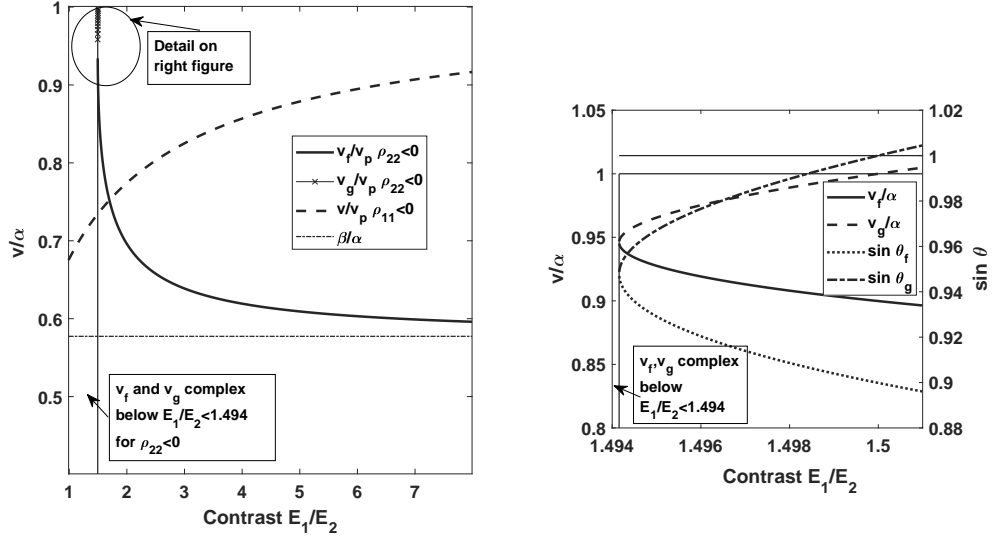 1
0.9
0.8
0.7
0.6
0.5
v/α
Detail on
right figure
v_f/v_p ρ_22<0
v_g/v_p ρ_22<0
v/v_p ρ_11<0
β/α
v_f and v_g complex
below E_1/E_2<1.494
for ρ_22<0
1 2 3 4 5 6 7
Contrast E_1/E_2
1.05
1
0.95
0.9
0.85
0.8
v/α
1.02
1
0.98
0.96
0.94
0.92
0.9
0.88
sin θ
v_f/α
v_g/α
sin θ_f
sin θ_g
v_f,v_g complex
below
E_1/E_2<1.494
1.494 1.496 1.498 1.5
Contrast E_1/E_2